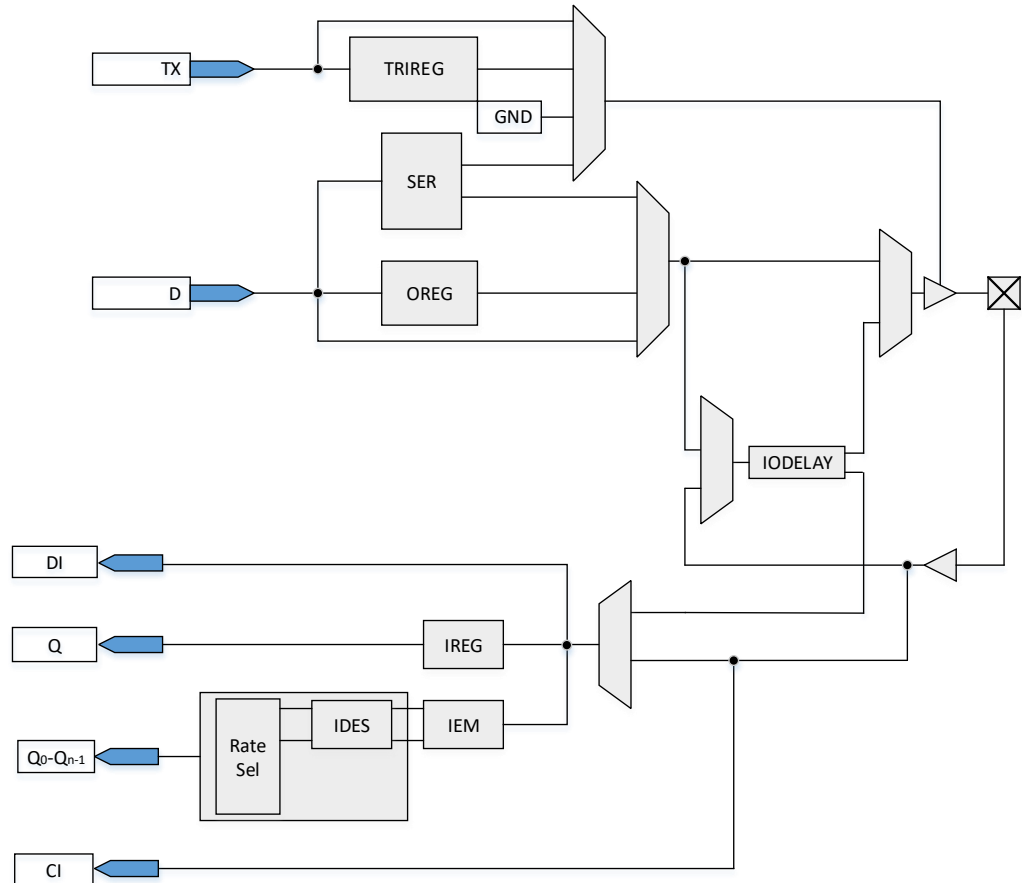 TX
TRIREG
GND
SER
D
OREG
IODELAY
DI
Q
IREG
Rate
Sel
IDES
IEM
Q0-Qn-1
CI